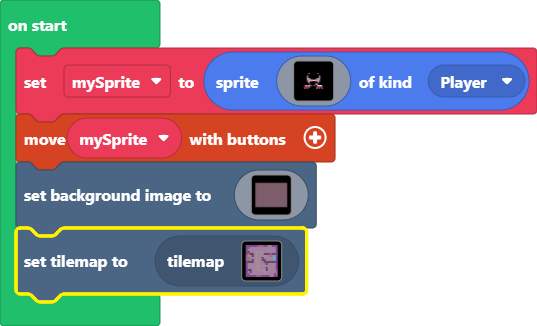 on start
set mySprite to sprite of kind Player
move mySprite with buttons
set background image to
set tilemap to tilemap